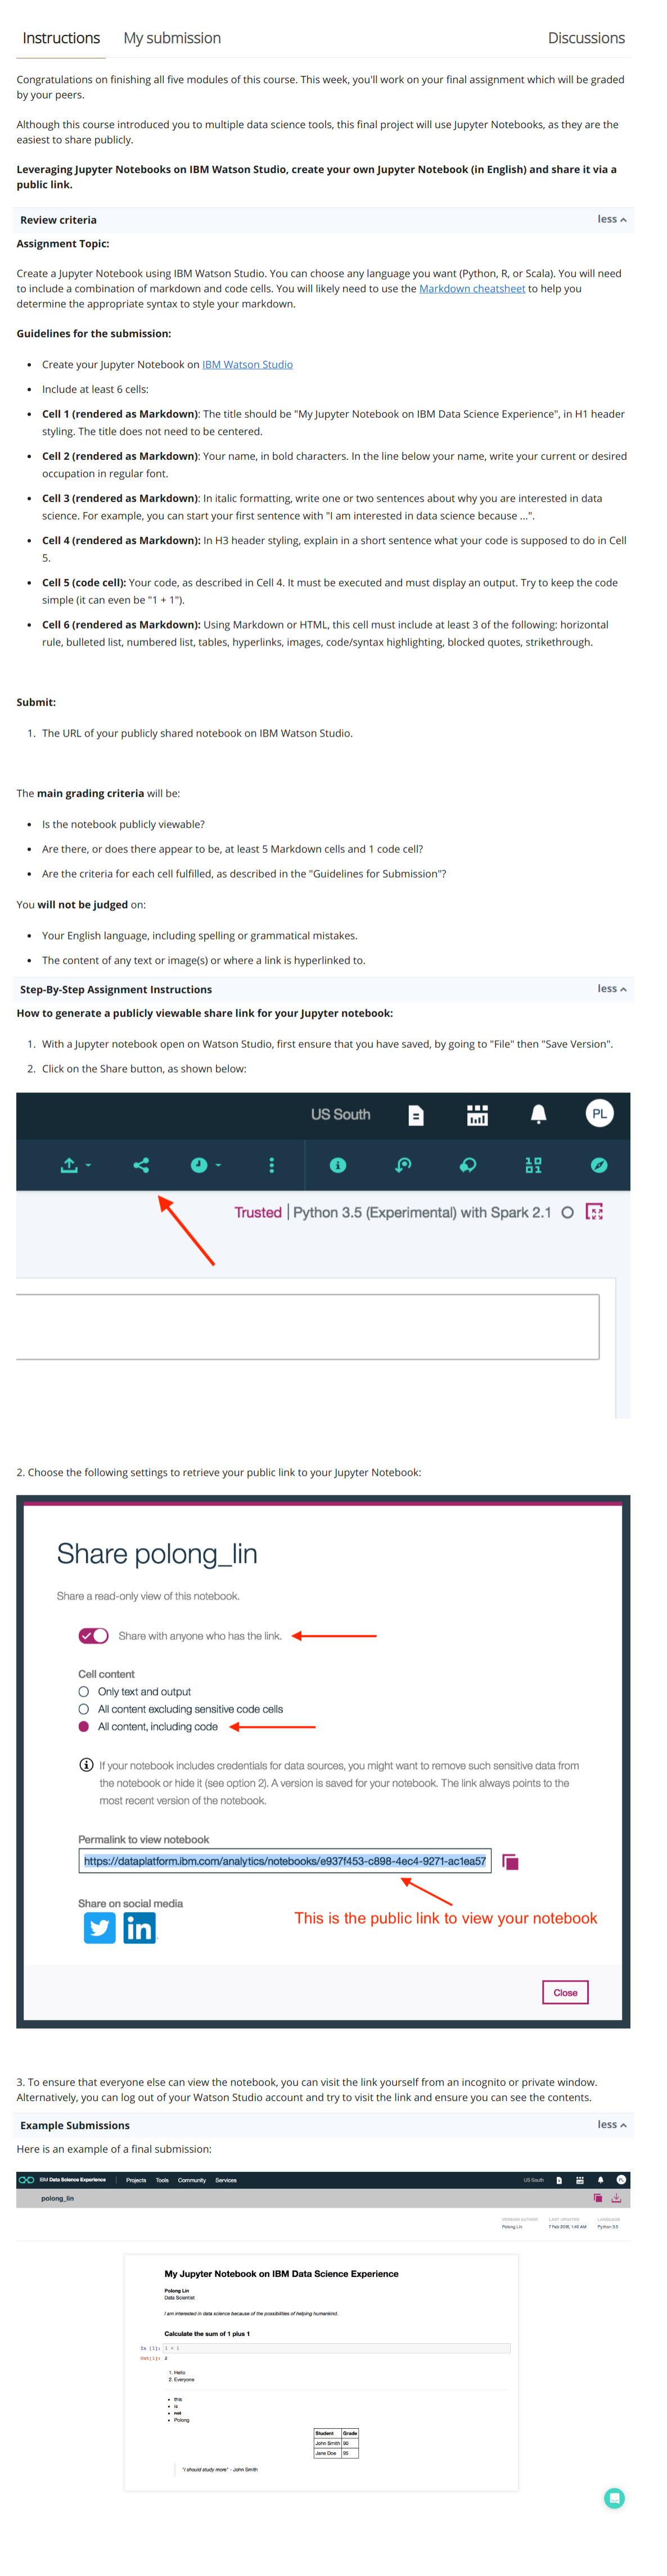 Instructions My submission Discussions
Congratulations on finishing all five modules of this course. This week, you'll work on your final assignment which will be graded
by your peers.
Although this course introduced you to multiple data science tools, this final project will use Jupyter Notebooks, as they are the
easiest to share publicly.
Leveraging Jupyter Notebooks on IBM Watson Studio, create your own Jupyter Notebook (in English) and share it via a
public link.
Review criteria less
Assignment Topic:
Create a Jupyter Notebook using IBM Watson Studio. You can choose any language you want (Python, R, or Scala). You will need
to include a combination of markdown and code cells. You will likely need to use the Markdown cheatsheet to help you
determine the appropriate syntax to style your markdown.
Guidelines for the submission:
• Create your Jupyter Notebook on IBM Watson Studio
• Include at least 6 cells:
• Cell 1 (rendered as Markdown): The title should be "My Jupyter Notebook on IBM Data Science Experience", in H1 header
styling. The title does not need to be centered.
• Cell 2 (rendered as Markdown): Your name, in bold characters. In the line below your name, write your current or desired
occupation in regular font.
• Cell 3 (rendered as Markdown): In italic formatting, write one or two sentences about why you are interested in data
science. For example, you can start your first sentence with "I am interested in data science because ...".
• Cell 4 (rendered as Markdown): In H3 header styling, explain in a short sentence what your code is supposed to do in Cell
5.
• Cell 5 (code cell): Your code, as described in Cell 4. It must be executed and must display an output. Try to keep the code
simple (it can even be "1 + 1").
• Cell 6 (rendered as Markdown): Using Markdown or HTML, this cell must include at least 3 of the following: horizontal
rule, bulleted list, numbered list, tables, hyperlinks, images, code/syntax highlighting, blocked quotes, strikethrough.
Submit:
1. The URL of your publicly shared notebook on IBM Watson Studio.
The main grading criteria will be:
• Is the notebook publicly viewable?
• Are there, or does there appear to be, at least 5 Markdown cells and 1 code cell?
• Are the criteria for each cell fulfilled, as described in the "Guidelines for Submission"?
You will not be judged on:
• Your English language, including spelling or grammatical mistakes.
• The content of any text or image(s) or where a link is hyperlinked to.
Step-By-Step Assignment Instructions less
How to generate a publicly viewable share link for your Jupyter notebook:
1. With a Jupyter notebook open on Watson Studio, first ensure that you have saved, by going to "File" then "Save Version".
2. Click on the Share button, as shown below:
US South PL
Trusted | Python 3.5 (Experimental) with Spark 2.1
2. Choose the following settings to retrieve your public link to your Jupyter Notebook:
Share polong_lin
Share a read-only view of this notebook.
Share with anyone who has the link.
Cell content
Only text and output
All content excluding sensitive code cells
All content, including code
If your notebook includes credentials for data sources, you might want to remove such sensitive data from
the notebook or hide it (see option 2). A version is saved for your notebook. The link always points to the
most recent version of the notebook.
Permalink to view notebook
https://dataplatform.ibm.com/analytics/notebooks/e937f453-c898-4ec4-9271-ac1ea57
Share on social media
This is the public link to view your notebook
in
Close
3. To ensure that everyone else can view the notebook, you can visit the link yourself from an incognito or private window.
Alternatively, you can log out of your Watson Studio account and try to visit the link and ensure you can see the contents.
Example Submissions less
Here is an example of a final submission:
IBM Data Science Experience Projects Tools Community Services US South PL
polong_lin
VERSION AUTHOR LAST UPDATED LANGUAGE
Polong Lin 7 Feb 2018, 1:46 AM Python 3.5
My Jupyter Notebook on IBM Data Science Experience
Polong Lin
Data Scientist
I am interested in data science because of the possibilities of helping humankind.
Calculate the sum of 1 plus 1
In [1]: 1 + 1
Out[1]: 2
1. Hello
2. Everyone
• this
• is
• not
• Polong
Student Grade
John Smith 90
Jane Doe 95
"I should study more" - John Smith